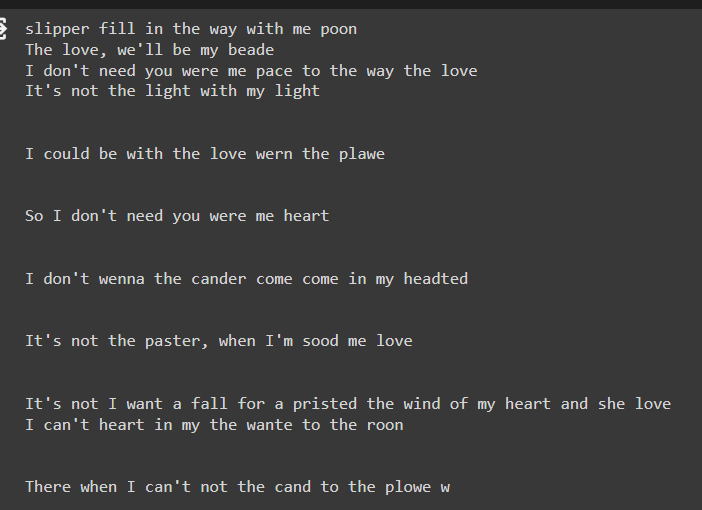 slipper fill in the way with me poon
The love, we'll be my beade
I don't need you were me pace to the way the love
It's not the light with my light
I could be with the love wern the plawe
So I don't need you were me heart
I don't wenna the cander come come in my headted
It's not the paster, when I'm sood me love
It's not I want a fall for a pristed the wind of my heart and she love
I can't heart in my the wante to the roon
There when I can't not the cand to the plowe w